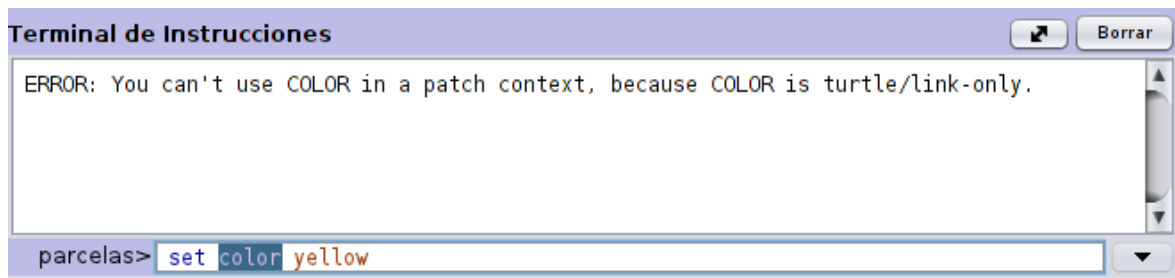 Terminal de Instrucciones
Borrar
ERROR: You can't use COLOR in a patch context, because COLOR is turtle/link-only.
parcelas> set color yellow